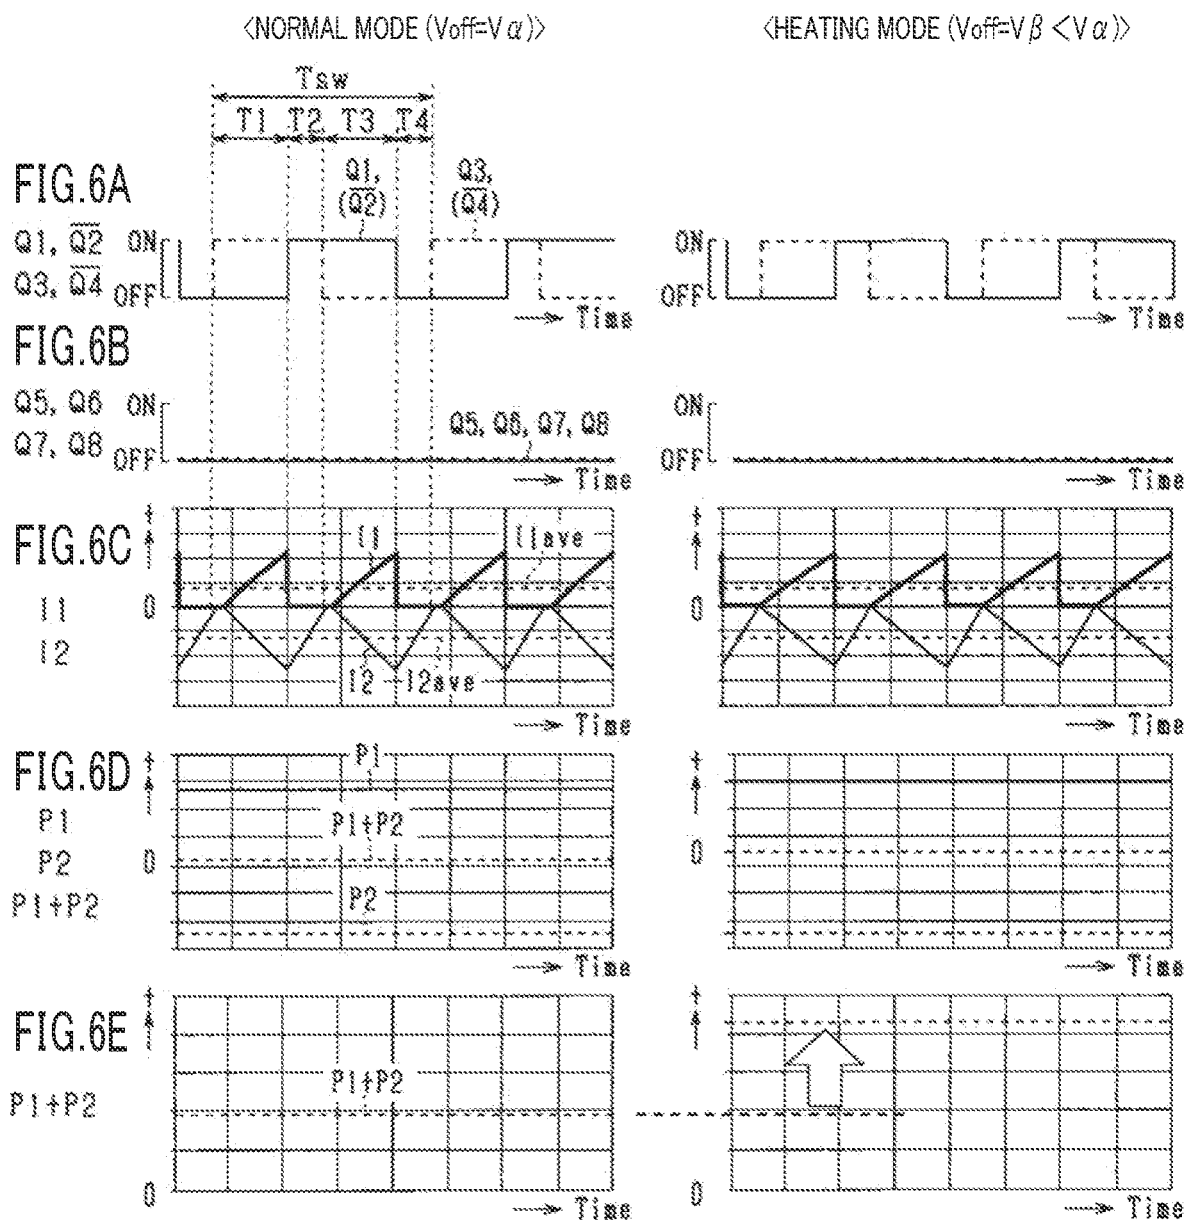 〈NORMAL MODE (Voff=Vα)〉
〈HEATING MODE (Voff=Vβ<Vα)〉
Tsw
T1 T2 T3 T4
FIG.6A
Q1, (Q̅2̅)
Q3, (Q̅4̅)
Q1, Q̅2̅ ON
Q3, Q̅4̅ OFF
Time
ON
OFF
Time
FIG.6B
Q5, Q6 ON
Q7, Q8 OFF
Q5, Q6, Q7, Q8
Time
ON
OFF
Time
FIG.6C
+
I1 0
I2
I1
I1ave
I2
I2ave
Time
+
0
Time
FIG.6D
+
P1
P2 0
P1+P2
P1
P1+P2
P2
Time
+
0
Time
FIG.6E
+
P1+P2
P1+P2
0
Time
+
0
Time